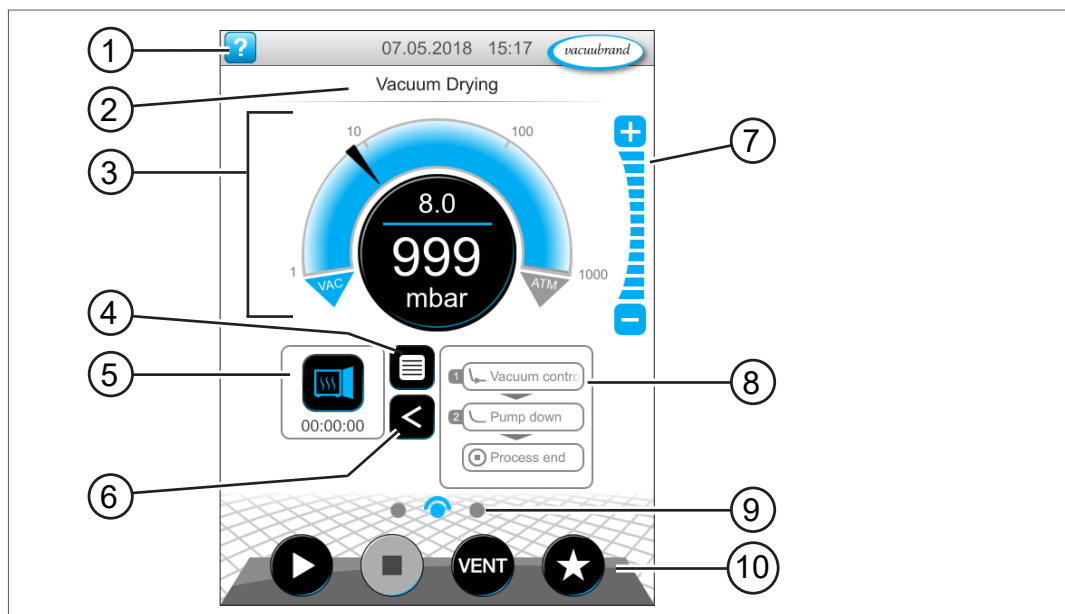 ?
07.05.2018 15:17
vacuubrand
Vacuum Drying
10
100
8.0
999
mbar
1
1000
VAC
ATM
00:00:00
1
Vacuum contro
2
Pump down
Process end
VENT
1
2
3
4
5
6
7
8
9
10